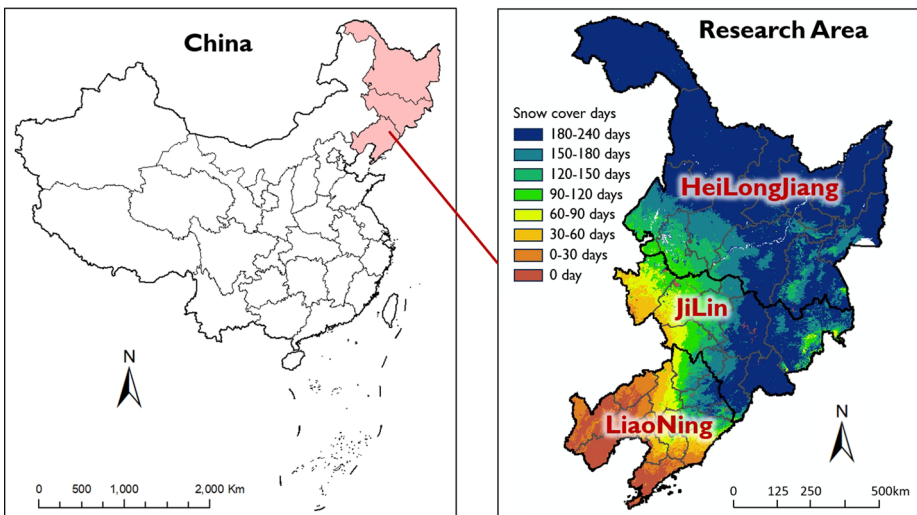 China
N
0 500 1,000 2,000 Km
Research Area
Snow cover days
180-240 days
150-180 days
120-150 days
90-120 days
60-90 days
30-60 days
0-30 days
0 day
HeiLongJiang
JiLin
LiaoNing
N
0 125 250 500km